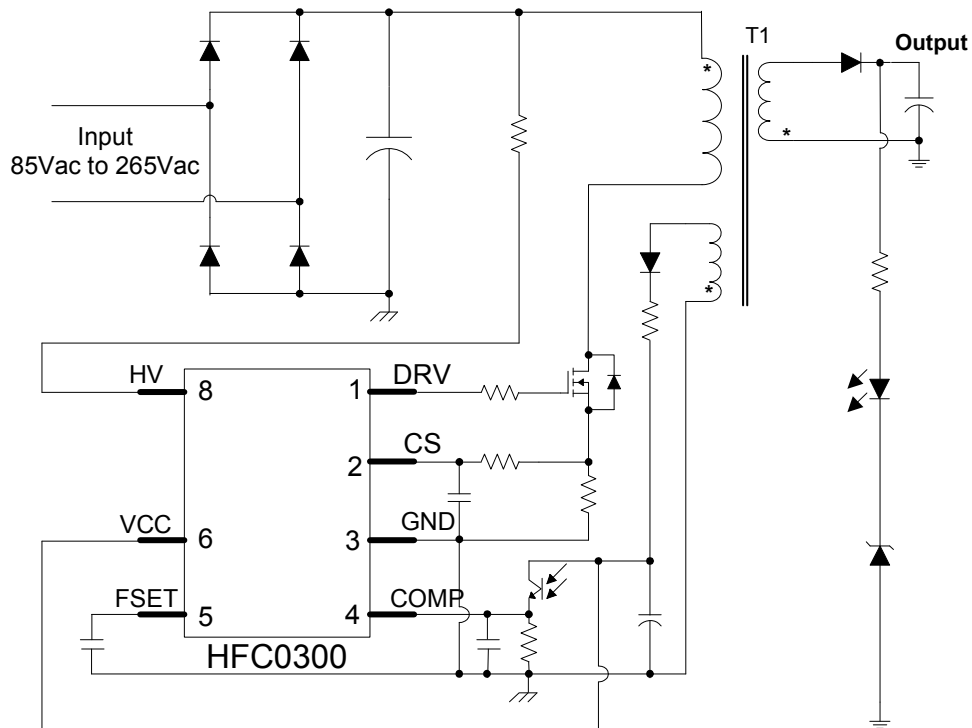 T1
Output
*
*
Input
85Vac to 265Vac
*
HV
8
1
DRV
2
CS
VCC
6
3
GND
FSET
5
4
COMP
HFC0300